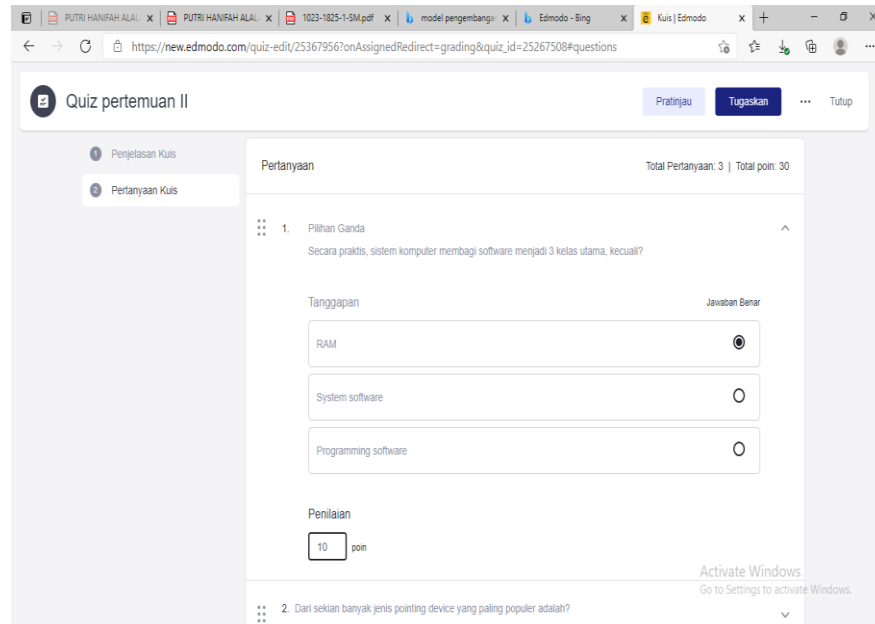 PUTRI HANIFAH ALAL
PUTRI HANIFAH ALAL
1023-1825-1-SM.pdf
model pengembangan
Edmodo - Bing
Kuis | Edmodo
https://new.edmodo.com/quiz-edit/25367956?onAssignedRedirect=grading&quiz_id=25267508#questions
Quiz pertemuan II
Pratinjau
Tugaskan
Tutup
1 Penjelasan Kuis
2 Pertanyaan Kuis
Pertanyaan
Total Pertanyaan: 3 | Total poin: 30
1. Pilihan Ganda
Secara praktis, sistem komputer membagi software menjadi 3 kelas utama, kecuali?
Tanggapan
Jawaban Benar
RAM
System software
Programming software
Penilaian
10 poin
Activate Windows
Go to Settings to activate Windows.
2. Dari sekian banyak jenis pointing device yang paling populer adalah?